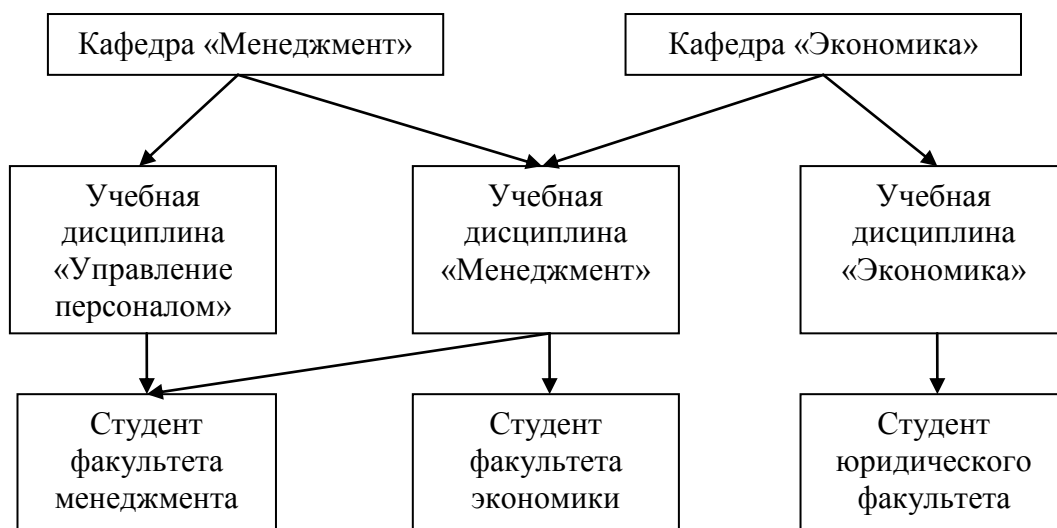 Кафедра «Менеджмент»
Кафедра «Экономика»
Учебная
дисциплина
«Управление
персоналом»
Учебная
дисциплина
«Менеджмент»
Учебная
дисциплина
«Экономика»
Студент
факультета
менеджмента
Студент
факультета
экономики
Студент
юридического
факультета